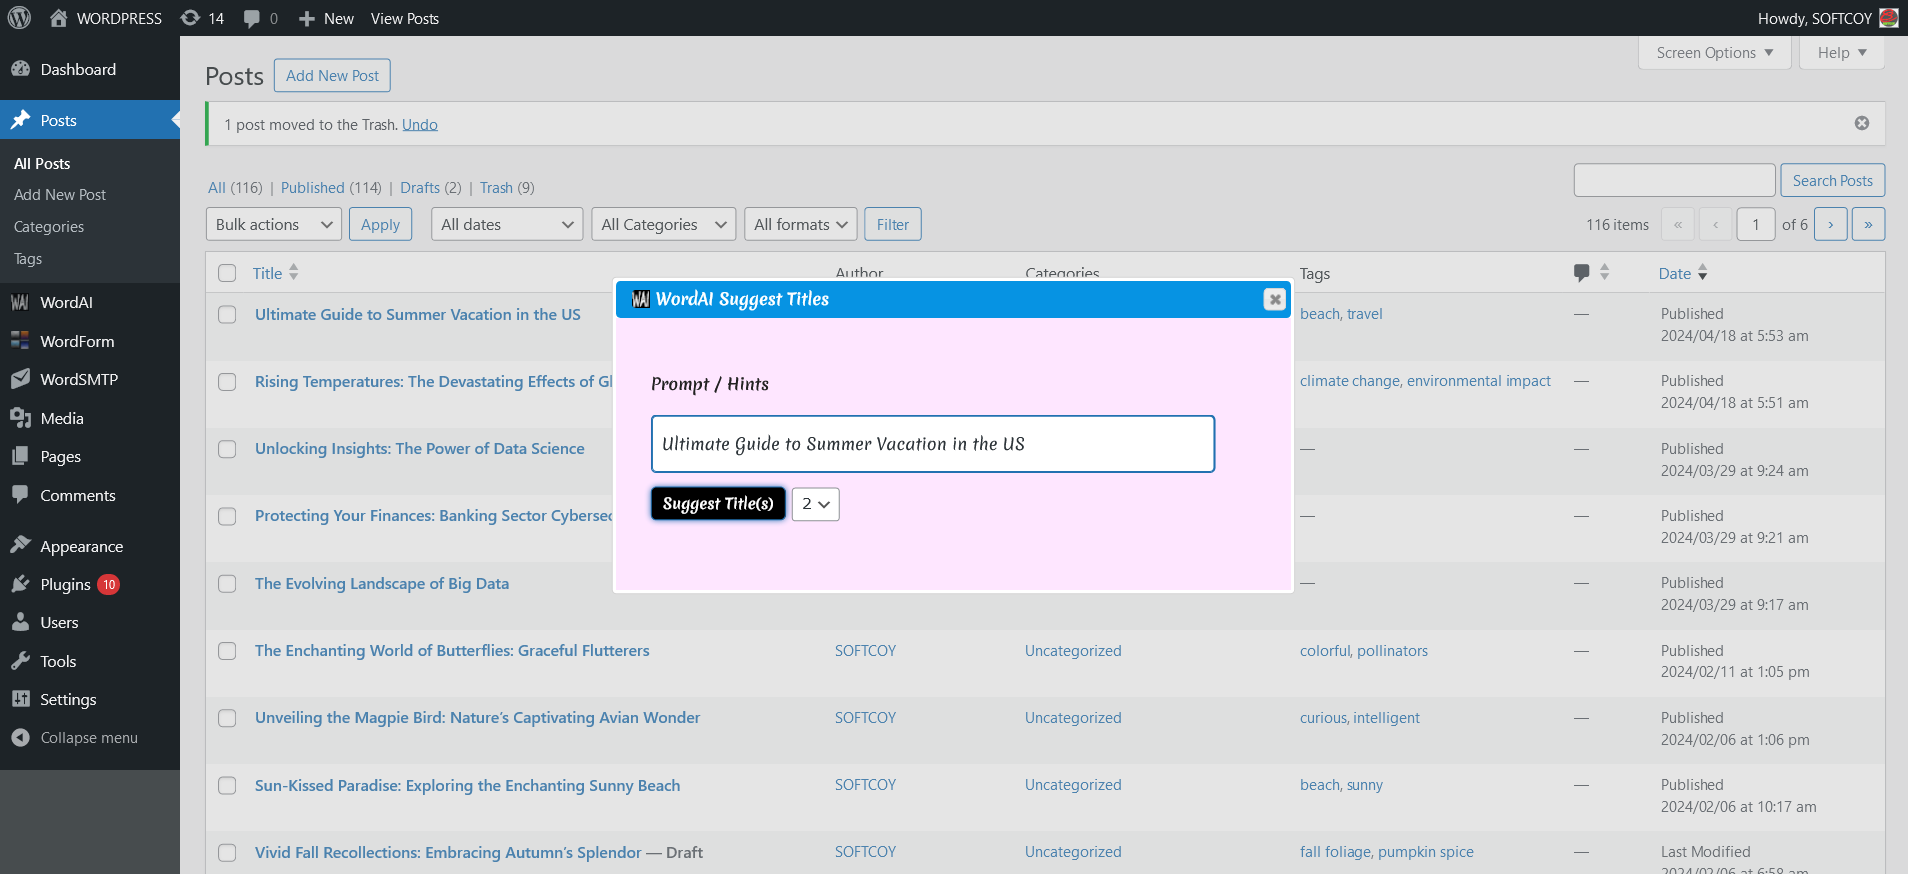 WORDPRESS 14 0 New View Posts Howdy, SOFTCOY
Screen Options Help
Dashboard
Posts
All Posts
Add New Post
Categories
Tags
WordAI
WordForm
WordSMTP
Media
Pages
Comments
Appearance
Plugins 10
Users
Tools
Settings
Collapse menu
Posts Add New Post
1 post moved to the Trash. Undo
All (116) | Published (114) | Drafts (2) | Trash (9)
Search Posts
Bulk actions Apply All dates All Categories All formats Filter
116 items « ‹ 1 of 6 › »
Title Author Categories Tags Date
Ultimate Guide to Summer Vacation in the US beach, travel — Published
2024/04/18 at 5:53 am
Rising Temperatures: The Devastating Effects of Gl climate change, environmental impact — Published
2024/04/18 at 5:51 am
Unlocking Insights: The Power of Data Science — — Published
2024/03/29 at 9:24 am
Protecting Your Finances: Banking Sector Cybersec — — Published
2024/03/29 at 9:21 am
The Evolving Landscape of Big Data — — Published
2024/03/29 at 9:17 am
The Enchanting World of Butterflies: Graceful Flutterers SOFTCOY Uncategorized colorful, pollinators — Published
2024/02/11 at 1:05 pm
Unveiling the Magpie Bird: Nature’s Captivating Avian Wonder SOFTCOY Uncategorized curious, intelligent — Published
2024/02/06 at 1:06 pm
Sun-Kissed Paradise: Exploring the Enchanting Sunny Beach SOFTCOY Uncategorized beach, sunny — Published
2024/02/06 at 10:17 am
Vivid Fall Recollections: Embracing Autumn’s Splendor — Draft SOFTCOY Uncategorized fall foliage, pumpkin spice — Last Modified
2024/02/06 at 6:58 am
WAI WordAI Suggest Titles
Prompt / Hints
Ultimate Guide to Summer Vacation in the US
Suggest Title(s) 2